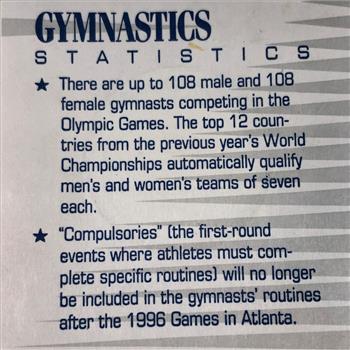 GYMNASTICS
STATISTICS
★ There are up to 108 male and 108
female gymnasts competing in the
Olympic Games. The top 12 coun-
tries from the previous year's World
Championships automatically qualify
men's and women's teams of seven
each.
★ "Compulsories" (the first-round
events where athletes must com-
plete specific routines) will no longer
be included in the gymnasts' routines
after the 1996 Games in Atlanta.